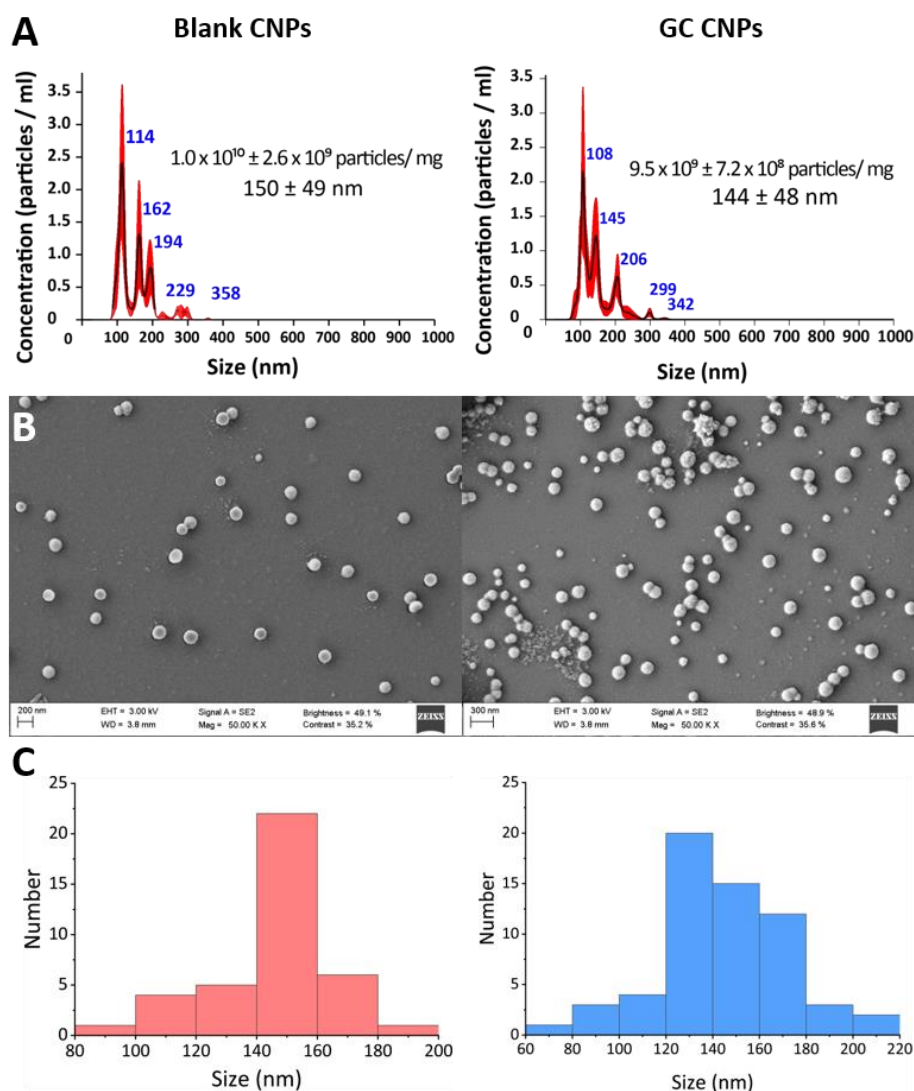 A
Blank CNPs
GC CNPs
Concentration (particles / ml)
3.5
3.0
2.5
2.0
1.5
1.0
0.5
0
114
162
194
229
358
1.0 x 10¹⁰ ± 2.6 x 10⁹ particles/ mg
150 ± 49 nm
0 100 200 300 400 500 600 700 800 900 1000
Size (nm)
Concentration (particles / ml)
3.5
3.0
2.5
2.0
1.5
1.0
0.5
0
108
145
206
299
342
9.5 x 10⁹ ± 7.2 x 10⁸ particles/ mg
144 ± 48 nm
0 100 200 300 400 500 600 700 800 900 1000
Size (nm)
B
200 nm
EHT = 3.00 kV
WD = 3.8 mm
Signal A = SE2
Mag = 50.00 K X
Brightness = 49.1 %
Contrast = 35.2 %
ZEISS
300 nm
EHT = 3.00 kV
WD = 3.8 mm
Signal A = SE2
Mag = 50.00 K X
Brightness = 48.9 %
Contrast = 35.6 %
ZEISS
C
Number
25
20
15
10
5
0
80 100 120 140 160 180 200
Size (nm)
Number
25
20
15
10
5
0
60 80 100 120 140 160 180 200 220
Size (nm)